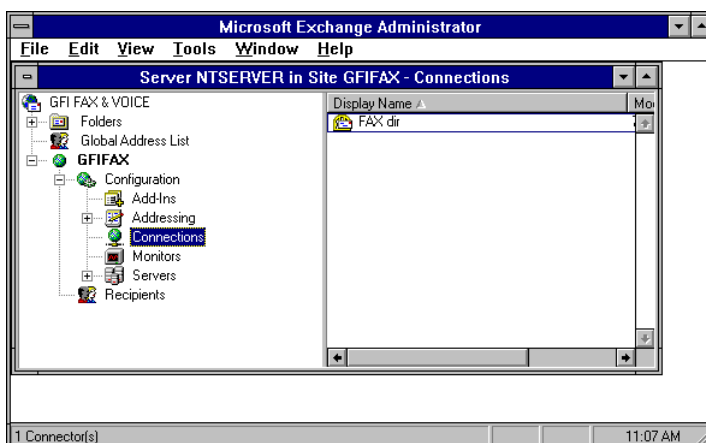 Microsoft Exchange Administrator
File Edit View Tools Window Help
Server NTSERVER in Site GFIFAX - Connections
GFI FAX & VOICE
Folders
Global Address List
GFIFAX
Configuration
Add-Ins
Addressing
Connections
Monitors
Servers
Recipients
Display Name
FAX dir
1 Connector(s)
11:07 AM